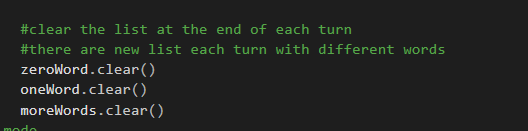 #clear the list at the end of each turn
#there are new list each turn with different words
zeroWord.clear()
oneWord.clear()
moreWords.clear()
mode